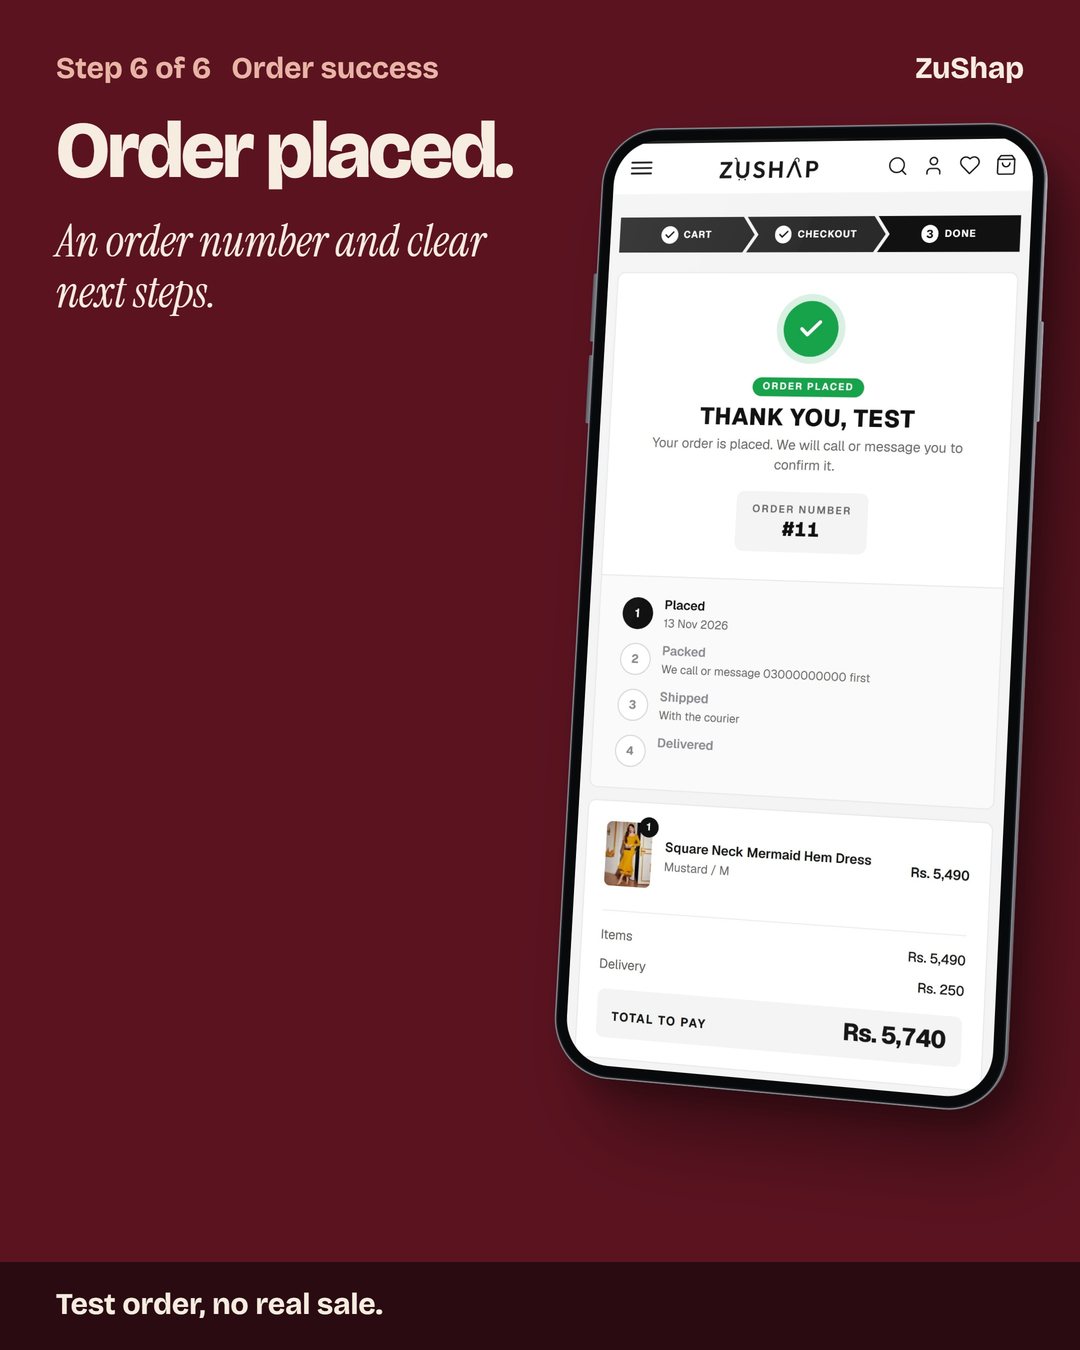 Step 6 of 6 Order success
ZuShap
Order placed.
An order number and clear
next steps.
ZUSHAP
CART
CHECKOUT
3 DONE
ORDER PLACED
THANK YOU, TEST
Your order is placed. We will call or message you to
confirm it.
ORDER NUMBER
#11
1 Placed
13 Nov 2026
2 Packed
We call or message 03000000000 first
3 Shipped
With the courier
4 Delivered
1
Square Neck Mermaid Hem Dress
Mustard / M
Rs. 5,490
Items Rs. 5,490
Delivery Rs. 250
TOTAL TO PAY Rs. 5,740
Test order, no real sale.